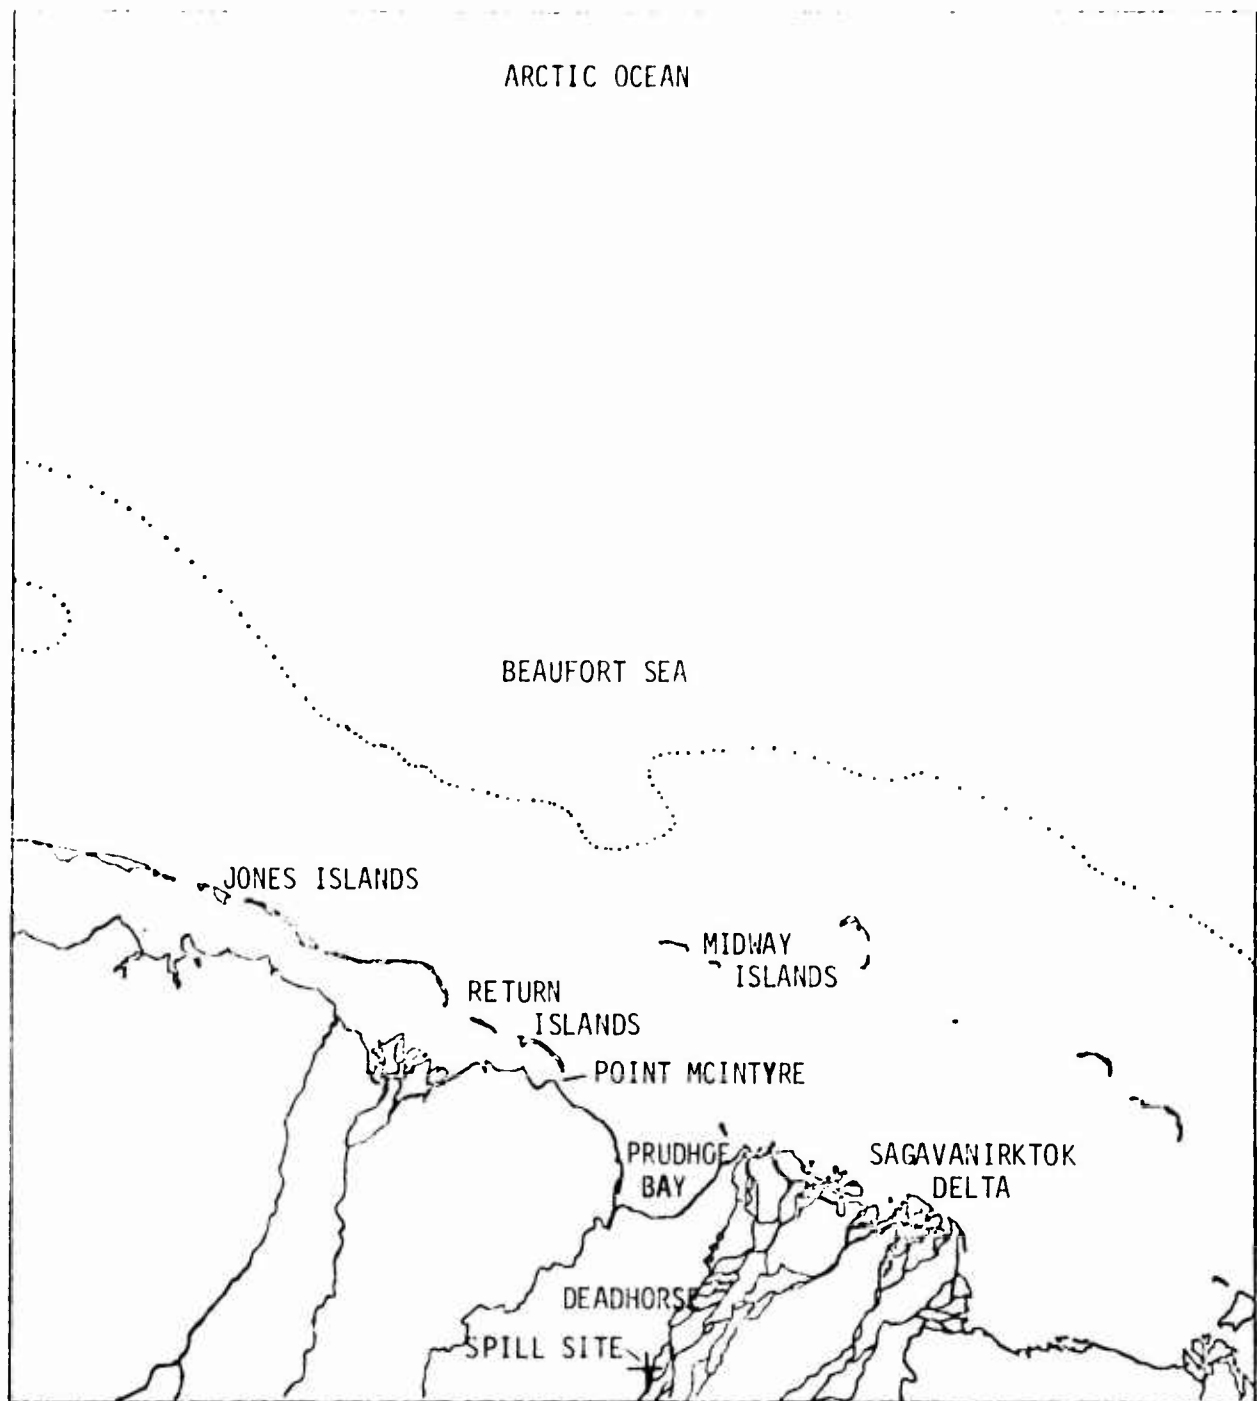 ARCTIC OCEAN
BEAUFORT SEA
JONES ISLANDS
MIDWAY
ISLANDS
RETURN
ISLANDS
POINT MCINTYRE
PRUDHOE
BAY
SAGAVANIRKTOK
DELTA
DEADHORSE
SPILL SITE